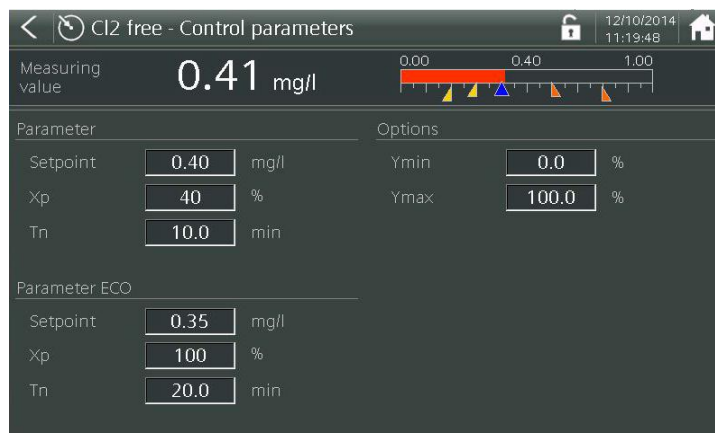 Cl2 free - Control parameters
12/10/2014
11:19:48
Measuring
value
0.41 mg/l
0.00 0.40 1.00
Parameter
Setpoint 0.40 mg/l
Xp 40 %
Tn 10.0 min
Options
Ymin 0.0 %
Ymax 100.0 %
Parameter ECO
Setpoint 0.35 mg/l
Xp 100 %
Tn 20.0 min